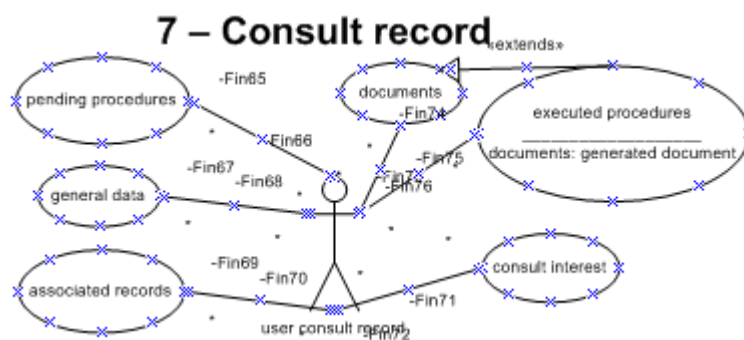 7 – Consult record
«extends»
-Fin65
documents
pending procedures
executed procedures
-Fin74
-Fin66
documents: generated document
-Fin67
-Fin75
-Fin68
-Fin76
general data
-Fin69
consult interest
-Fin70
associated records
-Fin71
user consult record
-Fin72